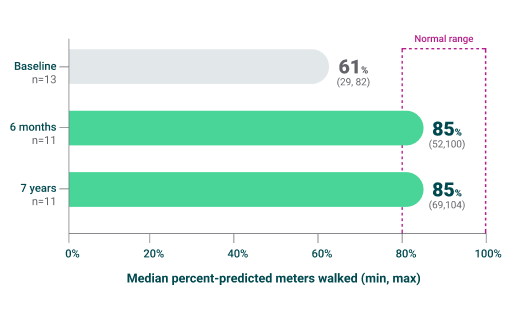 Normal range
Baseline
n=13
61%
(29, 82)
6 months
n=11
85%
(52,100)
7 years
n=11
85%
(69,104)
0% 20% 40% 60% 80% 100%
Median percent-predicted meters walked (min, max)